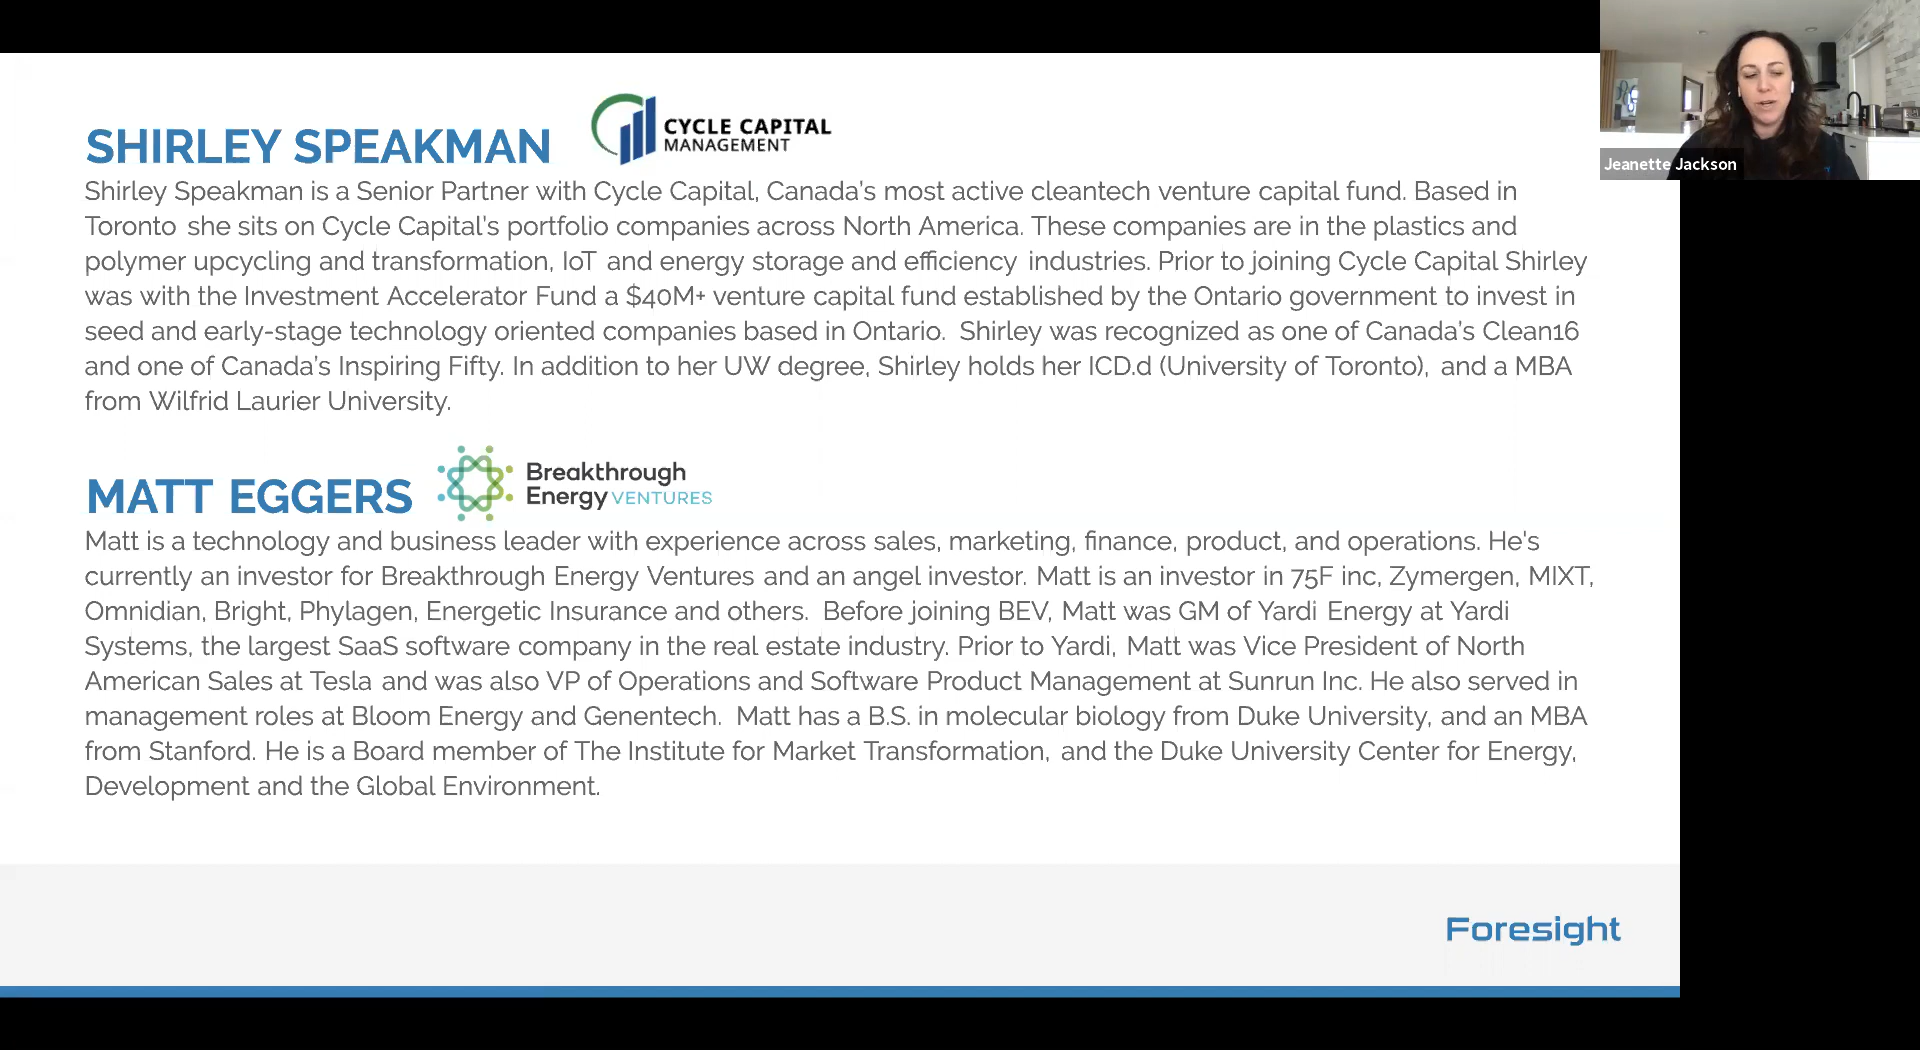 SHIRLEY SPEAKMAN
CYCLE CAPITAL
MANAGEMENT
Shirley Speakman is a Senior Partner with Cycle Capital, Canada's most active cleantech venture capital fund. Based in
Toronto she sits on Cycle Capital's portfolio companies across North America. These companies are in the plastics and
polymer upcycling and transformation, IoT and energy storage and efficiency industries. Prior to joining Cycle Capital Shirley
was with the Investment Accelerator Fund a $40M+ venture capital fund established by the Ontario government to invest in
seed and early-stage technology oriented companies based in Ontario. Shirley was recognized as one of Canada's Clean16
and one of Canada's Inspiring Fifty. In addition to her UW degree, Shirley holds her ICD.d (University of Toronto), and a MBA
from Wilfrid Laurier University.
MATT EGGERS
Breakthrough
Energy VENTURES
Matt is a technology and business leader with experience across sales, marketing, finance, product, and operations. He's
currently an investor for Breakthrough Energy Ventures and an angel investor. Matt is an investor in 75F inc, Zymergen, MIXT,
Omnidian, Bright, Phylagen, Energetic Insurance and others. Before joining BEV, Matt was GM of Yardi Energy at Yardi
Systems, the largest SaaS software company in the real estate industry. Prior to Yardi, Matt was Vice President of North
American Sales at Tesla and was also VP of Operations and Software Product Management at Sunrun Inc. He also served in
management roles at Bloom Energy and Genentech. Matt has a B.S. in molecular biology from Duke University, and an MBA
from Stanford. He is a Board member of The Institute for Market Transformation, and the Duke University Center for Energy,
Development and the Global Environment.
Foresight
Jeanette Jackson